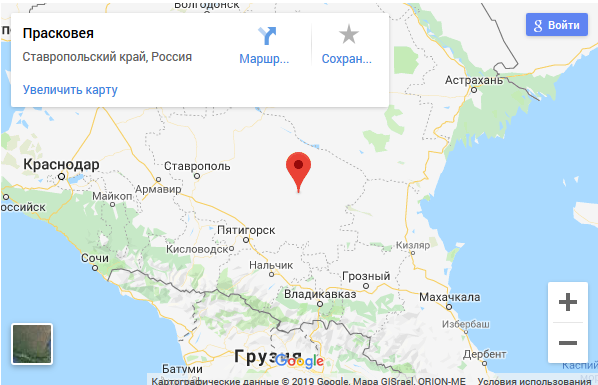 Волгодонск
Прасковея
Ставропольский край, Россия
Увеличить карту
Маршр...
Сохран...
Войти
Астрахань
Краснодар
Ставрополь
Армавир
Майкоп
оссийск
Пятигорск
Кисловодск
Кизляр
Сочи
Нальчик
Грозный
Владикавказ
Махачкала
Избербаш
Дербент
Батуми
Грузия
Google
Картографические данные © 2019 Google, Mapa GISrael, ORION-ME
Условия использования